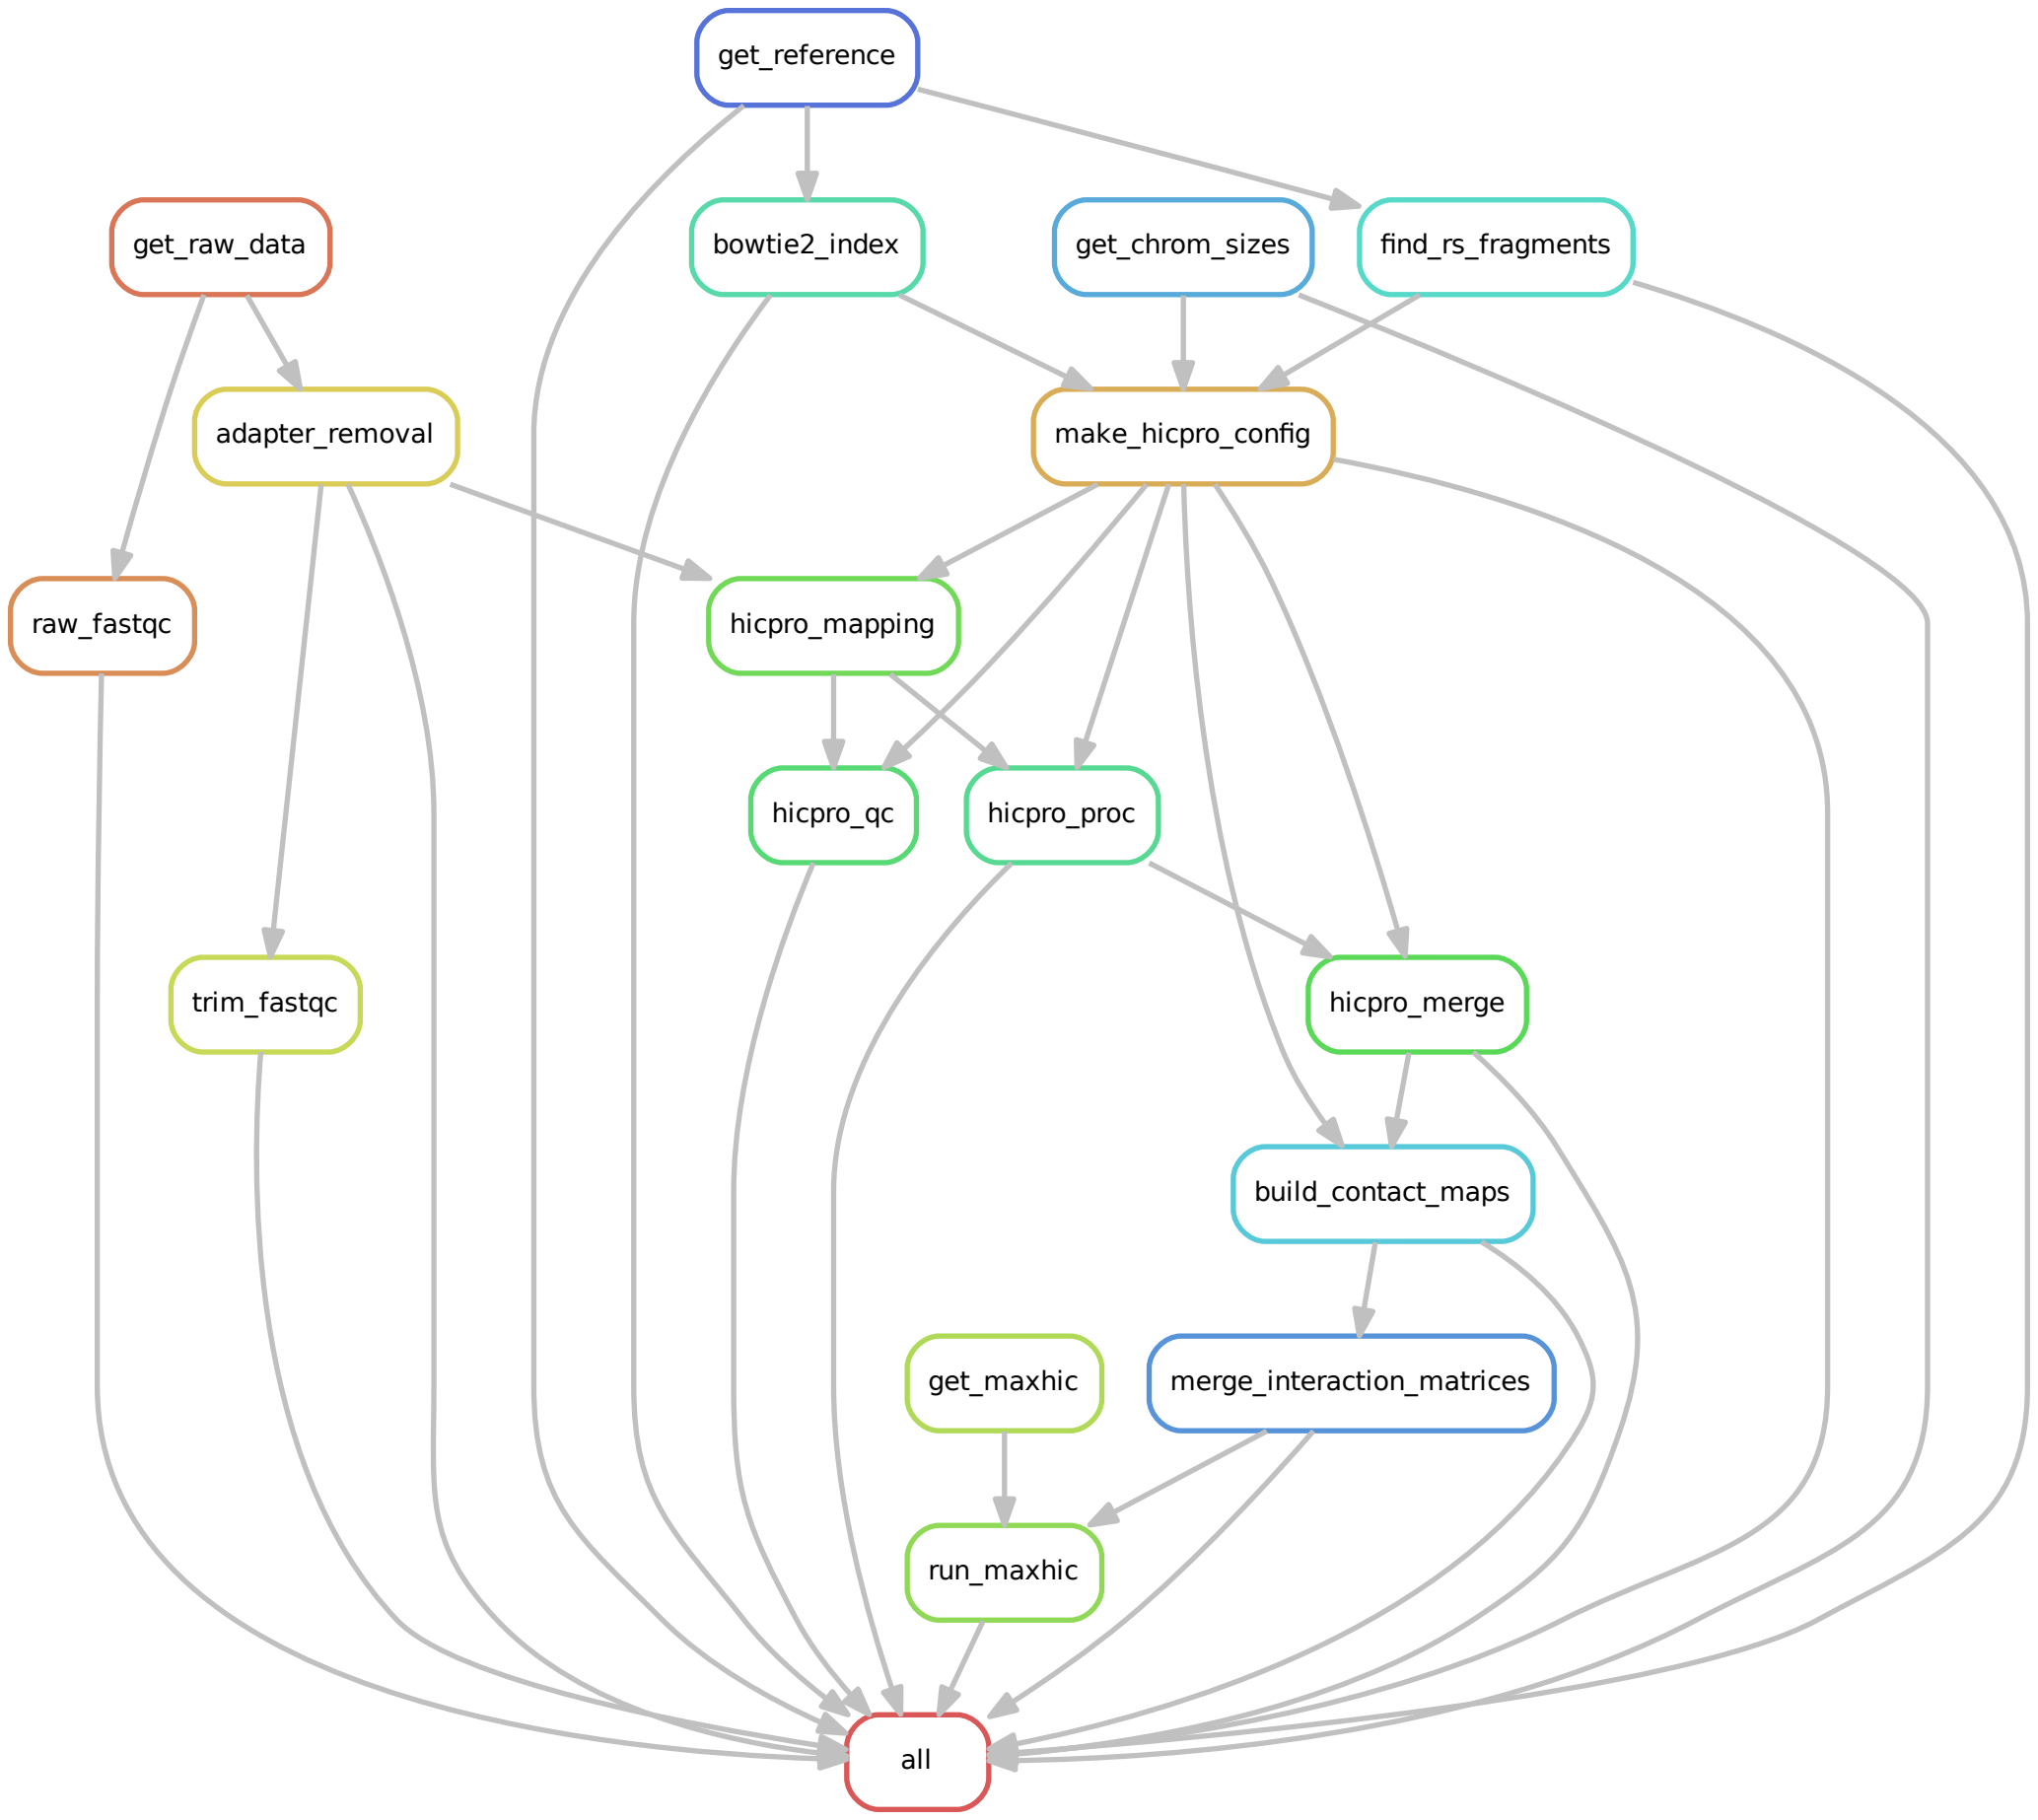 get_reference
get_raw_data
bowtie2_index
get_chrom_sizes
find_rs_fragments
adapter_removal
make_hicpro_config
raw_fastqc
hicpro_mapping
hicpro_qc
hicpro_proc
trim_fastqc
hicpro_merge
build_contact_maps
get_maxhic
merge_interaction_matrices
run_maxhic
all